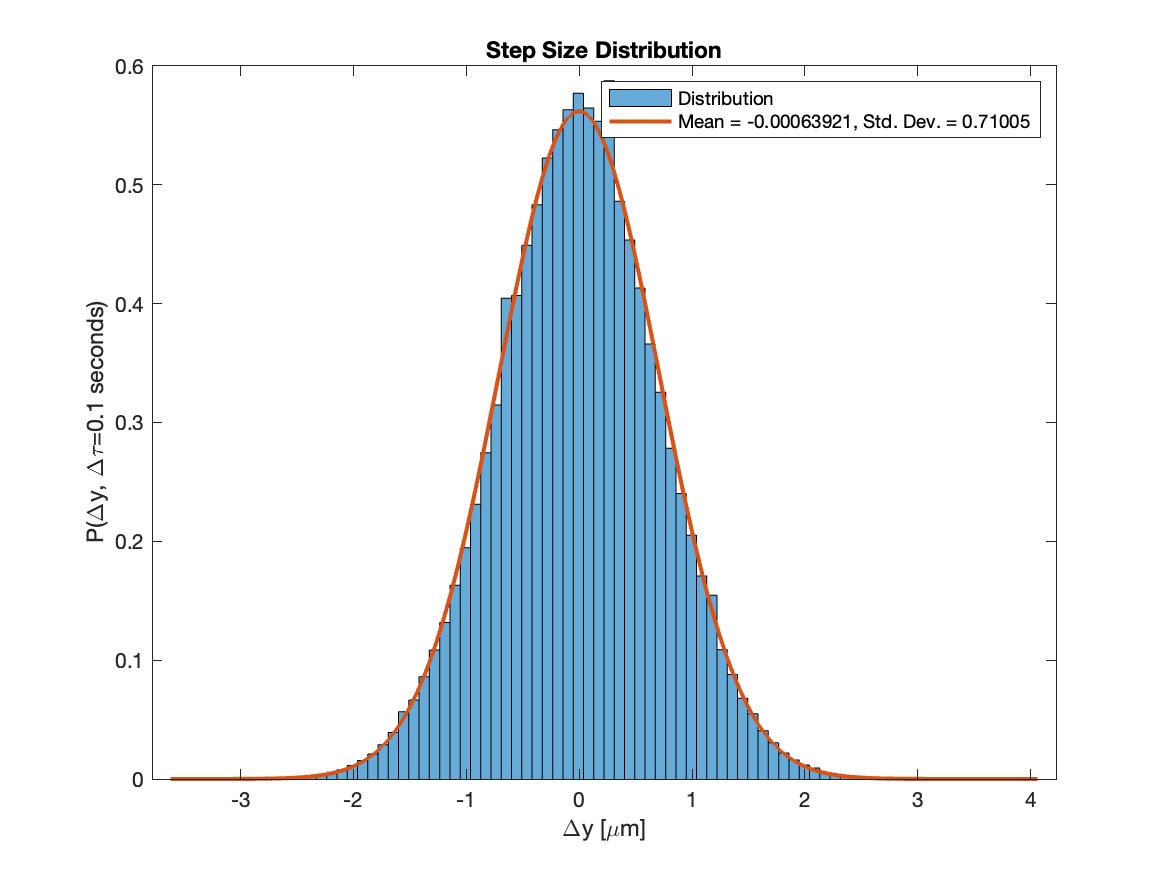 Step Size Distribution
Distribution
Mean = -0.00063921, Std. Dev. = 0.71005
P(Δy, Δτ=0.1 seconds)
0.6
0.5
0.4
0.3
0.2
0.1
0
-3 -2 -1 0 1 2 3 4
Δy [μm]